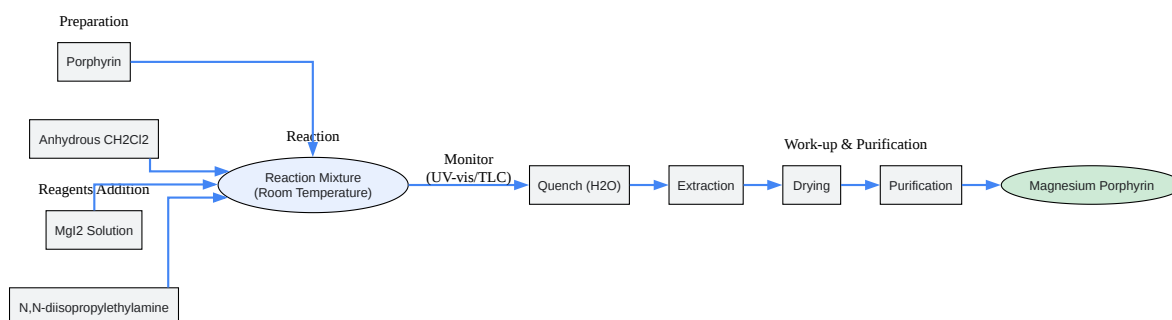 Preparation
Porphyrin
Anhydrous CH2Cl2
Reagents Addition
MgI2 Solution
N,N-diisopropylethylamine
Reaction
Reaction Mixture
(Room Temperature)
Monitor
(UV-vis/TLC)
Quench (H2O)
Extraction
Work-up & Purification
Drying
Purification
Magnesium Porphyrin